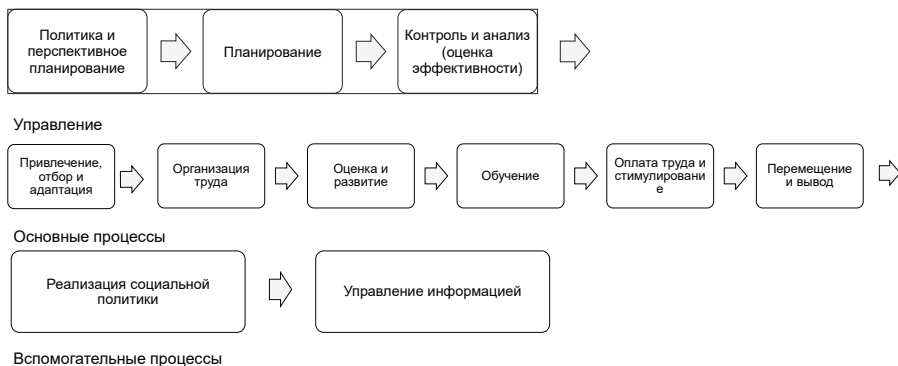 Политика и
перспективное
планирование
Планирование
Контроль и анализ
(оценка
эффективности)
Управление
Привлечение,
отбор и
адаптация
Организация
труда
Оценка и
развитие
Обучение
Оплата труда и
стимулировани
е
Перемещение
и вывод
Основные процессы
Реализация социальной
политики
Управление информацией
Вспомогательные процессы